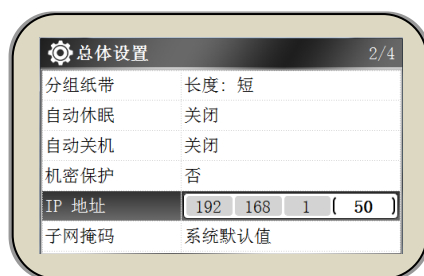 总体设置 2/4
分组纸带 长度: 短
自动休眠 关闭
自动关机 关闭
机密保护 否
IP 地址 192 168 1 ( 50 )
子网掩码 系统默认值